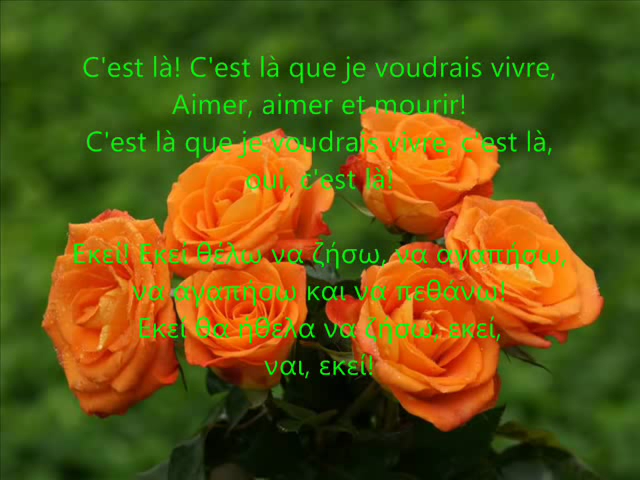 C'est là! C'est là que je voudrais vivre,
Aimer, aimer et mourir!
C'est là que je voudrais vivre, c'est là,
oui, c'est là!
Εκεί! Εκεί θέλω να ζήσω, να αγαπήσω,
να αγαπήσω και να πεθάνω!
Εκεί θα ήθελα να ζήσω, εκεί,
ναι, εκεί!